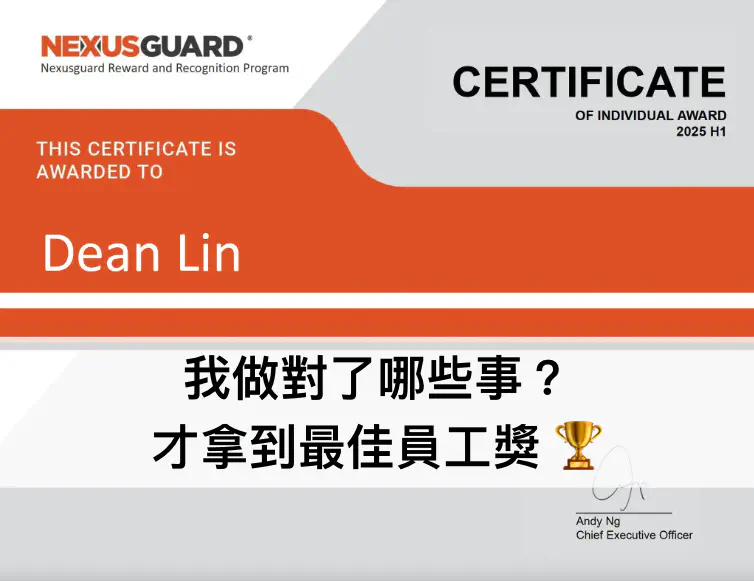 NEXUSGUARD®
Nexusguard Reward and Recognition Program
CERTIFICATE
OF INDIVIDUAL AWARD
2025 H1
THIS CERTIFICATE IS
AWARDED TO
Dean Lin
我做對了哪些事？
才拿到最佳員工獎🏆
Andy Ng
Chief Executive Officer